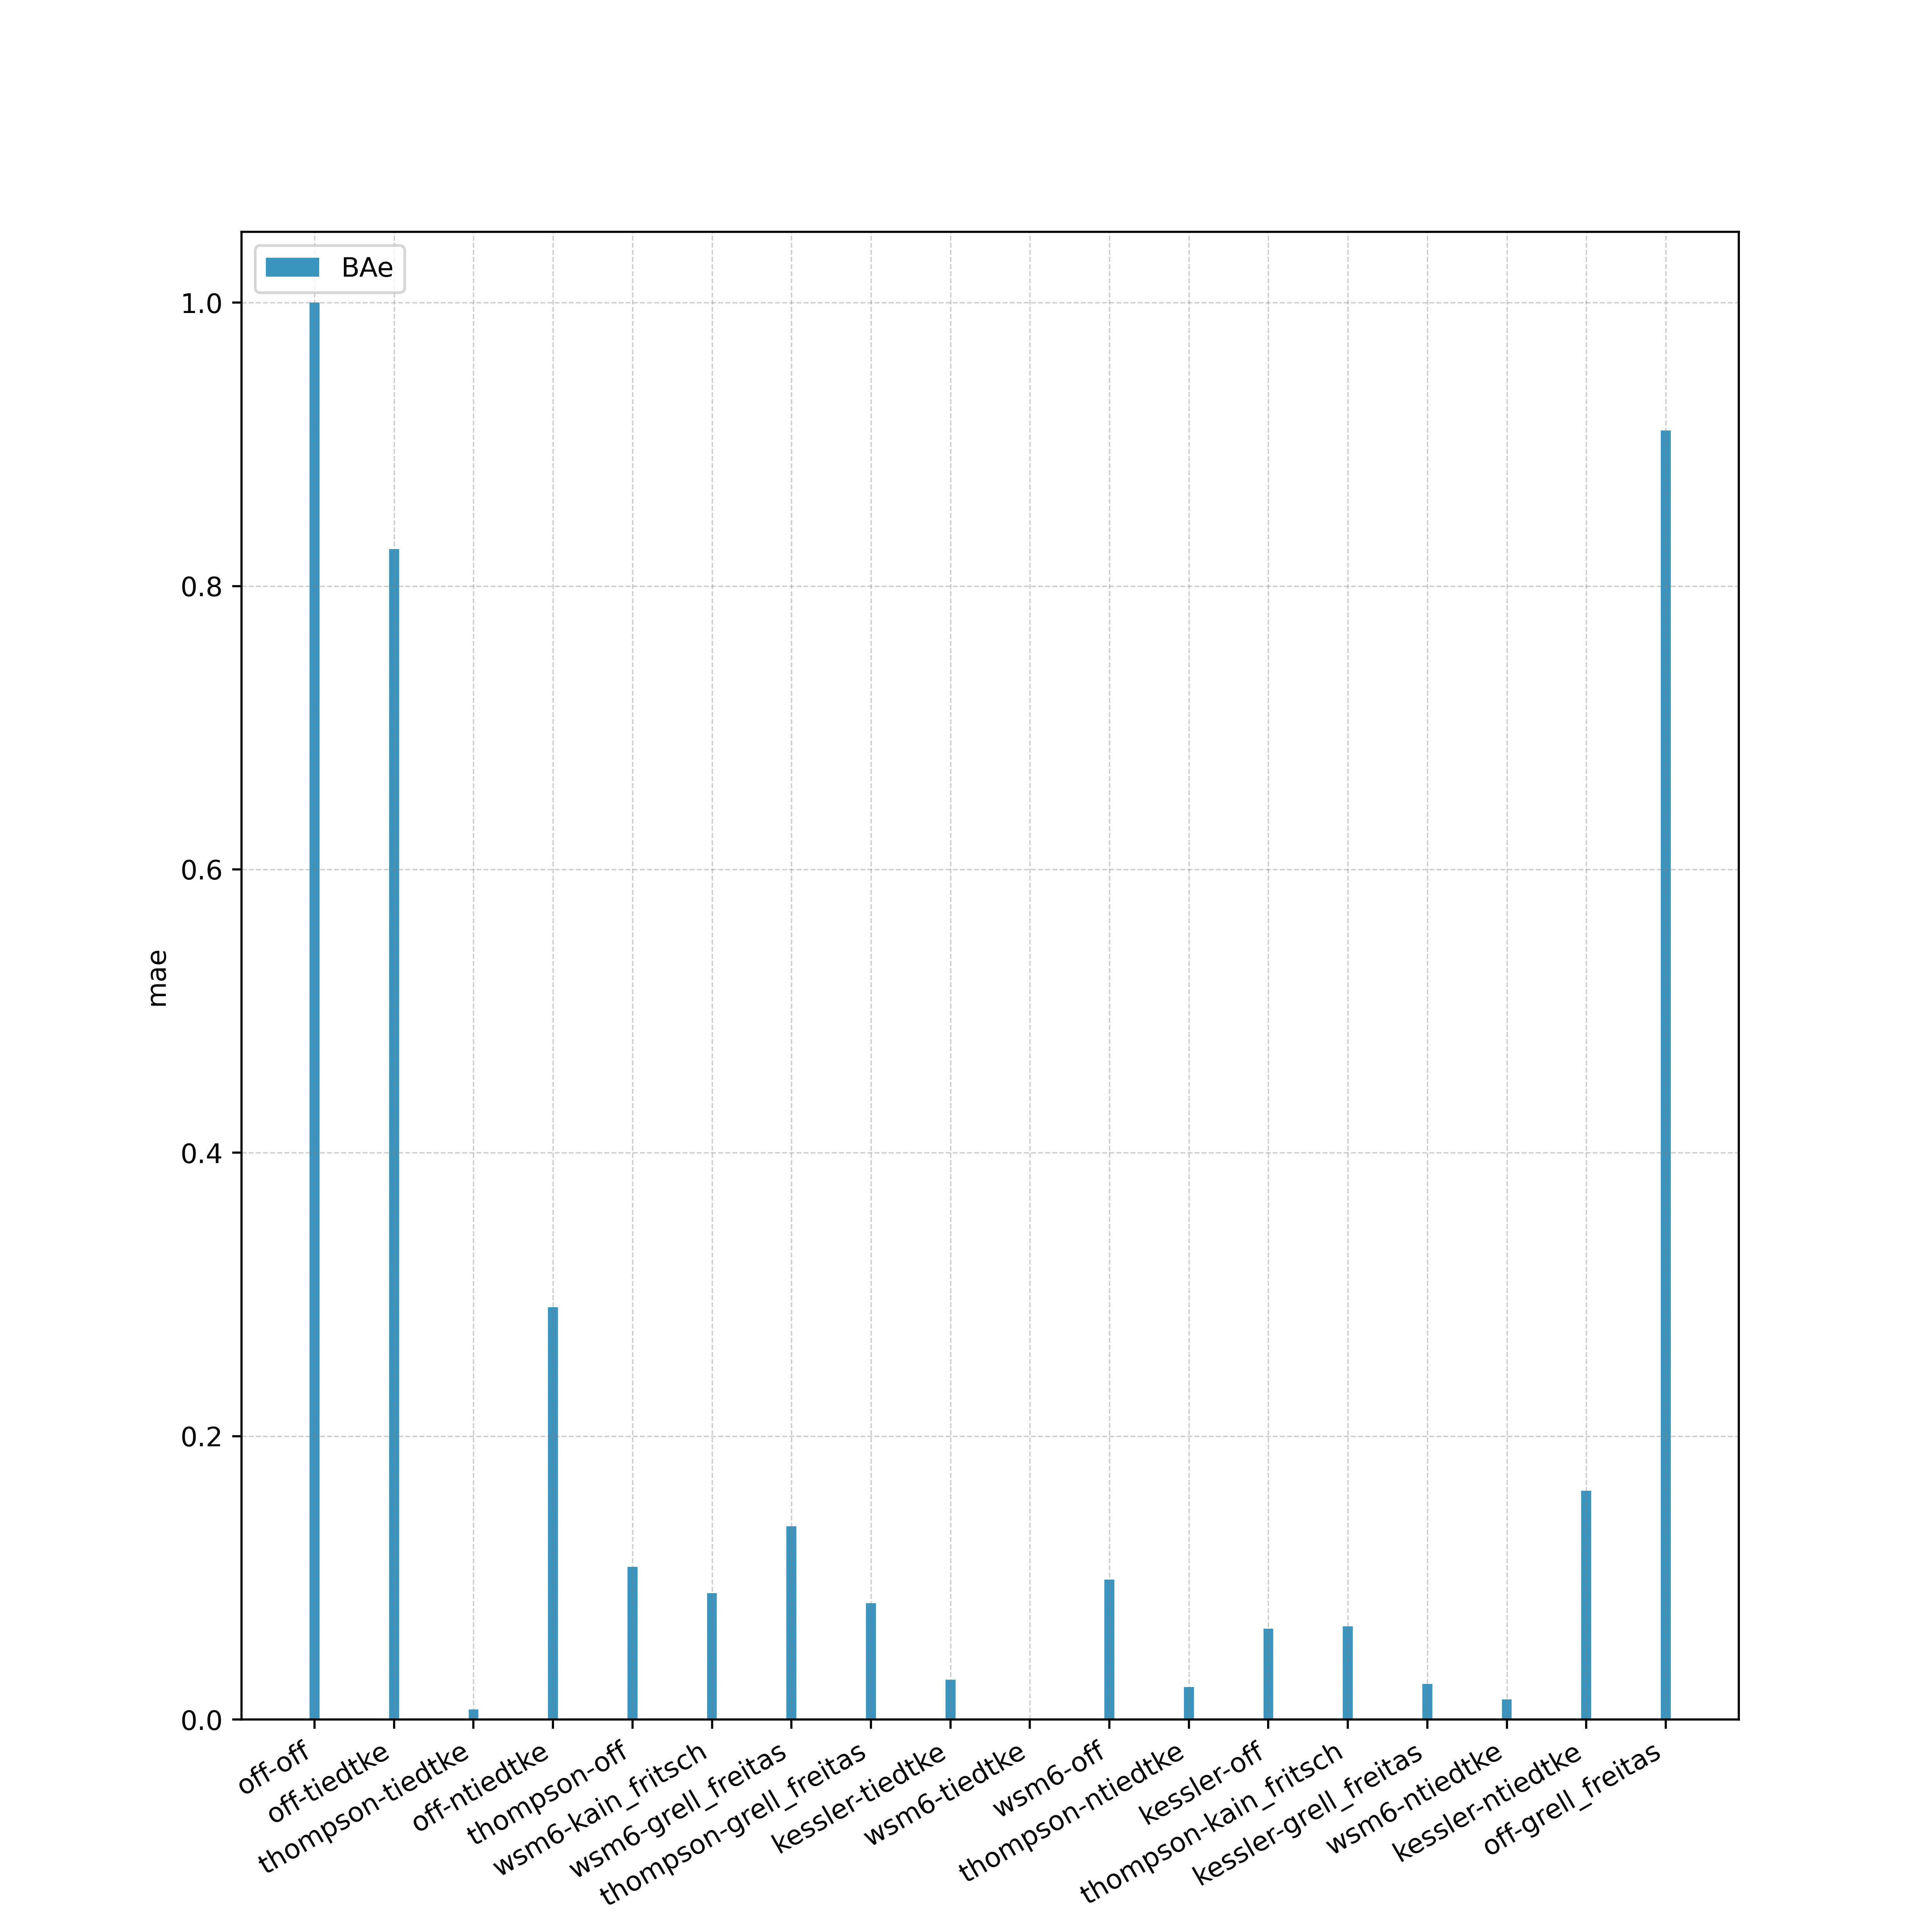 BAe
1.0
0.8
0.6
0.4
0.2
0.0
mae
off-off
off-tiedtke
thompson-tiedtke
off-ntiedtke
thompson-off
wsm6-kain_fritsch
wsm6-grell_freitas
thompson-grell_freitas
kessler-tiedtke
wsm6-tiedtke
wsm6-off
thompson-ntiedtke
kessler-off
thompson-kain_fritsch
kessler-grell_freitas
wsm6-ntiedtke
kessler-ntiedtke
off-grell_freitas